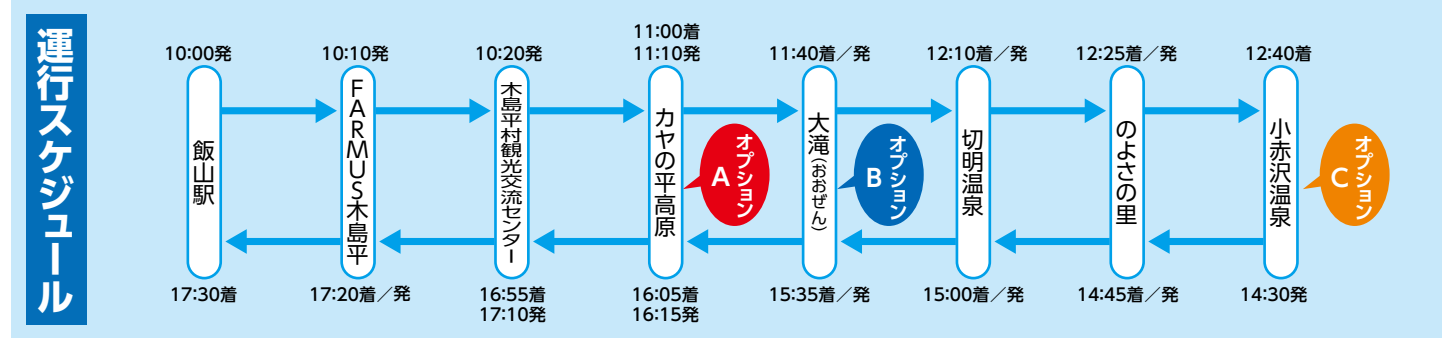 運行スケジュール
10:00発
飯山駅
17:30着
10:10発
FARMUS木島平
17:20着／発
10:20発
木島平村観光交流センター
16:55着
17:10発
11:00着
11:10発
カヤの平高原
16:05着
16:15発
オプション
A
11:40着／発
大滝(おおぜん)
15:35着／発
オプション
B
12:10着／発
切明温泉
15:00着／発
12:25着／発
のよさの里
14:45着／発
12:40着
小赤沢温泉
14:30発
オプション
C